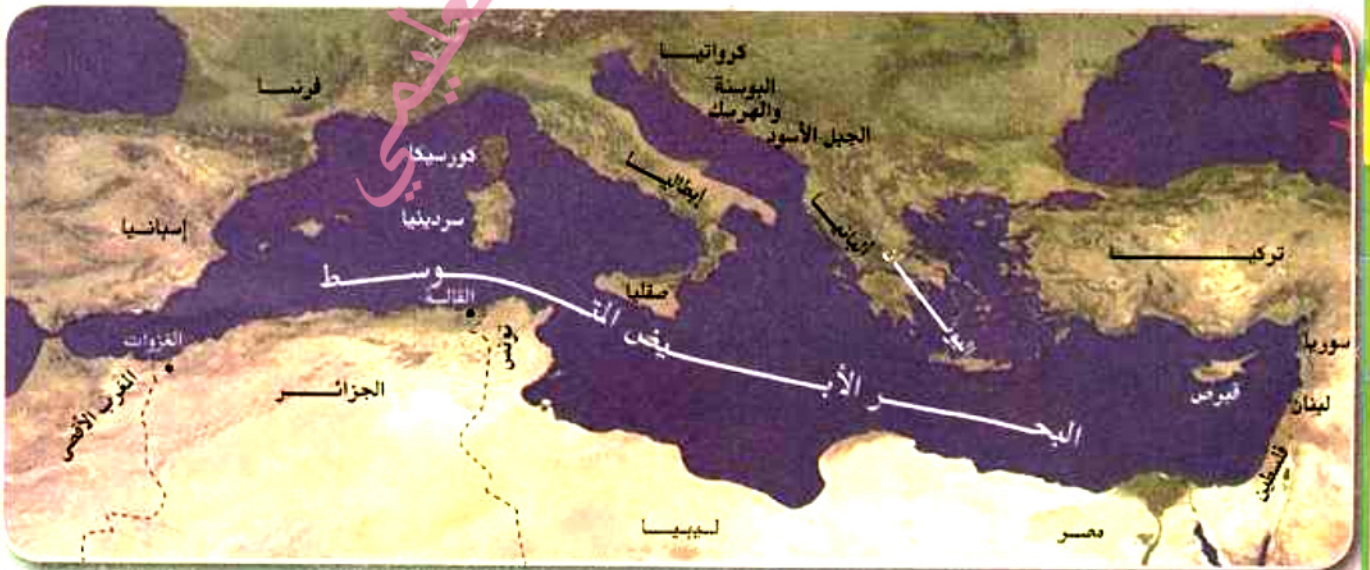 كرواتيا
البوسنة
والهرسك
الجبل الأسود
فرنسا
كورسيكا
سردينيا
إيطاليا
ألبانيا
إسبانيا
تركيا
صقليا
اليونان
سوريا
قبرص
لبنان
فلسطين
البحر الأبيض المتوسط
القالة
تونس
الغزوات
المغرب الأقصى
الجزائر
ليبيا
مصر